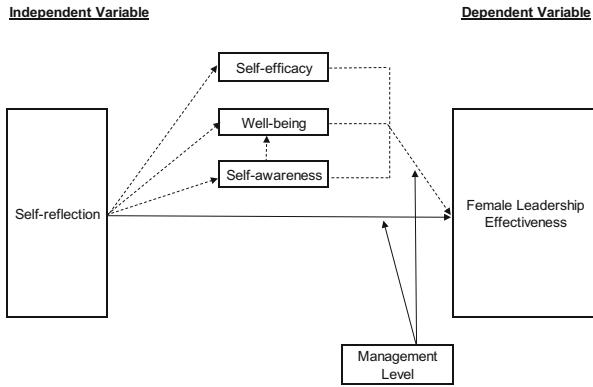 Independent Variable
Dependent Variable
Self-efficacy
Well-being
Self-awareness
Self-reflection
Female Leadership
Effectiveness
Management
Level